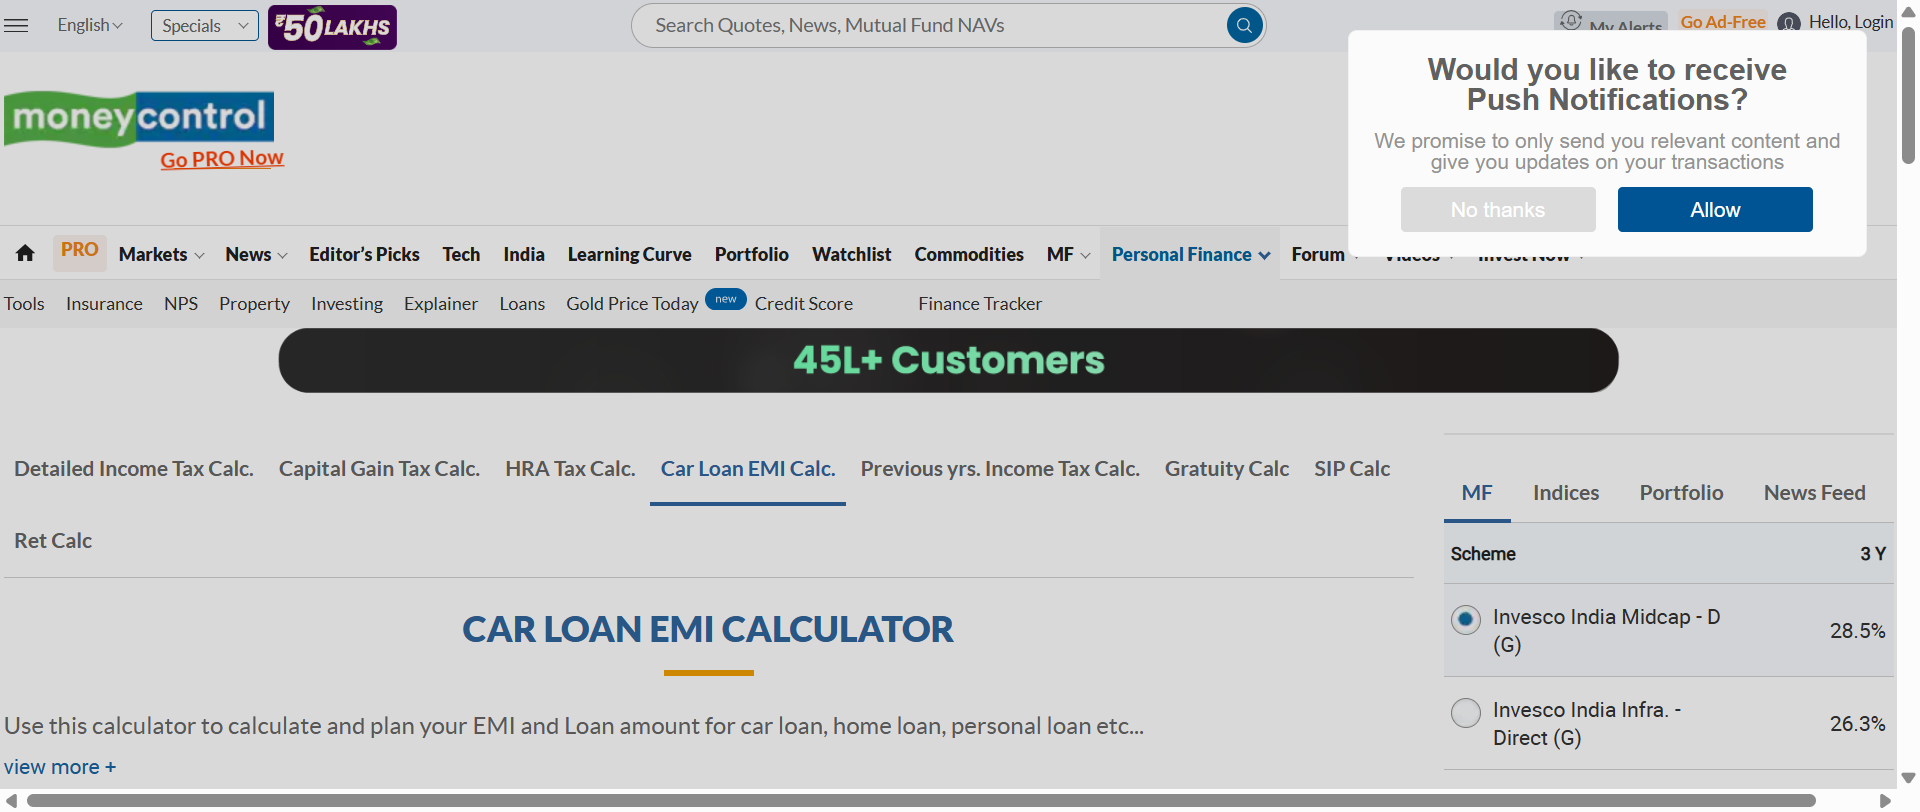 English
Specials
₹50 LAKHS
Search Quotes, News, Mutual Fund NAVs
My Alerts
Go Ad-Free
Hello, Login
Would you like to receive
Push Notifications?
We promise to only send you relevant content and
give you updates on your transactions
No thanks
Allow
moneycontrol
Go PRO Now
PRO
Markets
News
Editor's Picks
Tech
India
Learning Curve
Portfolio
Watchlist
Commodities
MF
Personal Finance
Forum
Videos
Invest Now
Tools
Insurance
NPS
Property
Investing
Explainer
Loans
Gold Price Today
new
Credit Score
Finance Tracker
45L+ Customers
Detailed Income Tax Calc.
Capital Gain Tax Calc.
HRA Tax Calc.
Car Loan EMI Calc.
Previous yrs. Income Tax Calc.
Gratuity Calc
SIP Calc
Ret Calc
CAR LOAN EMI CALCULATOR
Use this calculator to calculate and plan your EMI and Loan amount for car loan, home loan, personal loan etc...
view more +
MF
Indices
Portfolio
News Feed
Scheme
3 Y
Invesco India Midcap - D
(G)
28.5%
Invesco India Infra. -
Direct (G)
26.3%